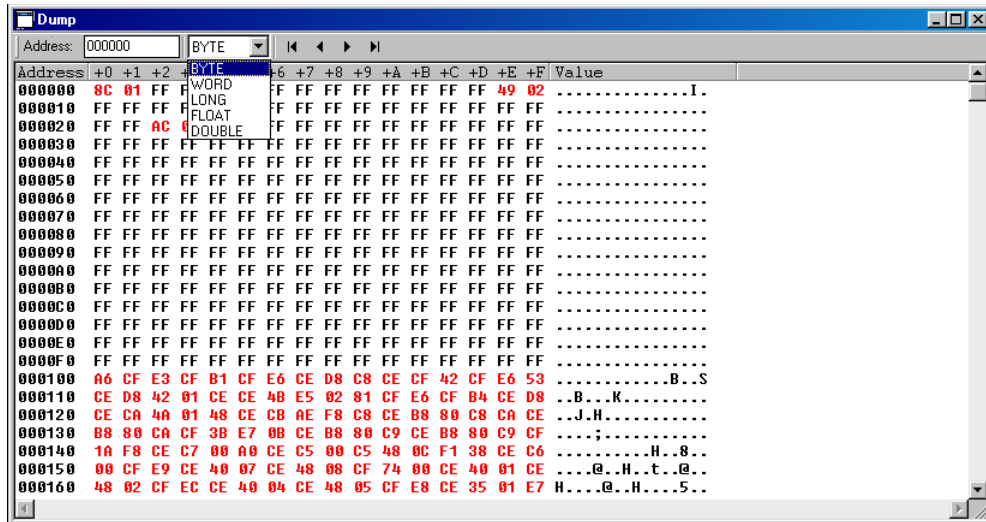 Dump
Address: 000000 BYTE
BYTE
WORD
LONG
FLOAT
DOUBLE
Address +0 +1 +2 +6 +7 +8 +9 +A +B +C +D +E +F Value
000000 8C 01 FF FF FF FF FF FF FF FF FF 49 02 ..............I.
000010 FF FF FF FF FF FF FF FF FF FF FF FF FF ................
000020 FF FF AC FF FF FF FF FF FF FF FF FF FF ................
000030 FF FF FF FF FF FF FF FF FF FF FF FF FF FF FF FF ................
000040 FF FF FF FF FF FF FF FF FF FF FF FF FF FF FF FF ................
000050 FF FF FF FF FF FF FF FF FF FF FF FF FF FF FF FF ................
000060 FF FF FF FF FF FF FF FF FF FF FF FF FF FF FF FF ................
000070 FF FF FF FF FF FF FF FF FF FF FF FF FF FF FF FF ................
000080 FF FF FF FF FF FF FF FF FF FF FF FF FF FF FF FF ................
000090 FF FF FF FF FF FF FF FF FF FF FF FF FF FF FF FF ................
0000A0 FF FF FF FF FF FF FF FF FF FF FF FF FF FF FF FF ................
0000B0 FF FF FF FF FF FF FF FF FF FF FF FF FF FF FF FF ................
0000C0 FF FF FF FF FF FF FF FF FF FF FF FF FF FF FF FF ................
0000D0 FF FF FF FF FF FF FF FF FF FF FF FF FF FF FF FF ................
0000E0 FF FF FF FF FF FF FF FF FF FF FF FF FF FF FF FF ................
0000F0 FF FF FF FF FF FF FF FF FF FF FF FF FF FF FF FF ................
000100 A6 CF E3 CF B1 CF E6 CE D8 C8 CE CF 42 CF E6 53 ............B..S
000110 CE D8 42 01 CE CE 4B E5 02 81 CF E6 CF B4 CE D8 ..B...K.........
000120 CE CA 4A 01 48 CE CB AE F8 C8 CE B8 80 C8 CA CE ..J.H...........
000130 B8 80 CA CF 3B E7 0B CE B8 80 C9 CE B8 80 C9 CF ....;...........
000140 1A F8 CE C7 00 A0 CE C5 00 C5 48 0C F1 38 CE C6 ..........H..8..
000150 00 CF E9 CE 40 07 CE 48 08 CF 74 00 CE 40 01 CE ....@..H..t..@..
000160 48 02 CF EC CE 40 04 CE 48 05 CF E8 CE 35 01 E7 H....@..H....5..